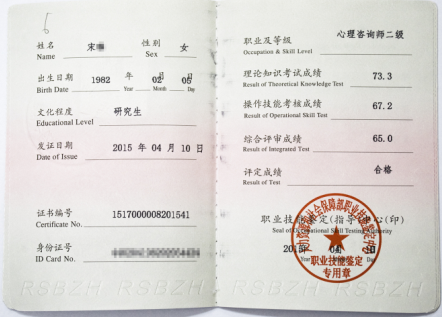 姓名 宋 性别 女
Name Sex
出生日期 1982 年 02 月 05 日
Birth Date Year Month Day
文化程度 研究生
Educational Level
发证日期 2015 年 04 月 10 日
Date of Issue
证书编号 1517000008201541
Certificate No.
身份证号
ID Card No.
RSBZH RSBZH
职业及等级 心理咨询师二级
Occupation & Skill Level
理论知识考试成绩 73.3
Result of Theoretical Knowledge Test
操作技能考核成绩 67.2
Result of Operational Skill Test
综合评审成绩 65.0
Result of Integrated Test
评定成绩 合格
Result of Test
职业技能鉴定(指导)中心(印)
Seal of Occupational Skill Testing Authority
职业技能鉴定
专用章
RSBZH RSBZH